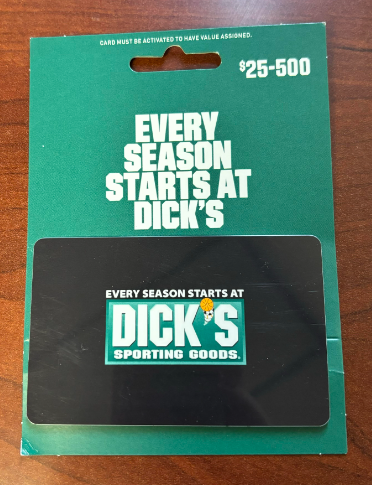 CARD MUST BE ACTIVATED TO HAVE VALUE ASSIGNED.
$25-500
EVERY
SEASON
STARTS AT
DICK'S
EVERY SEASON STARTS AT
DICK'S
SPORTING GOODS®